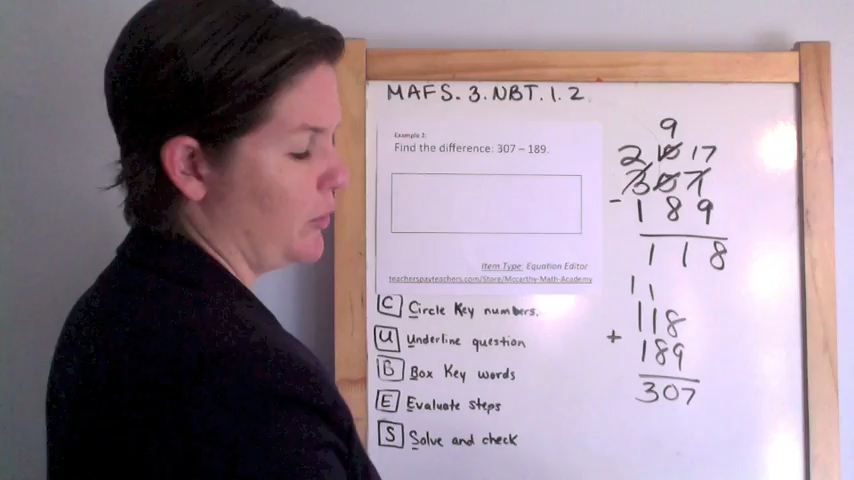 MAFS.3.NBT.1.2
Example 2:
Find the difference: 307 – 189.
Item Type: Equation Editor
teacherspayteachers.com/Store/Mccarthy-Math-Academy
C Circle Key numbers.
U Underline question
B Box Key words
E Evaluate steps
S Solve and check
9
2 10 17
307
- 189
118
11
118
+ 189
307